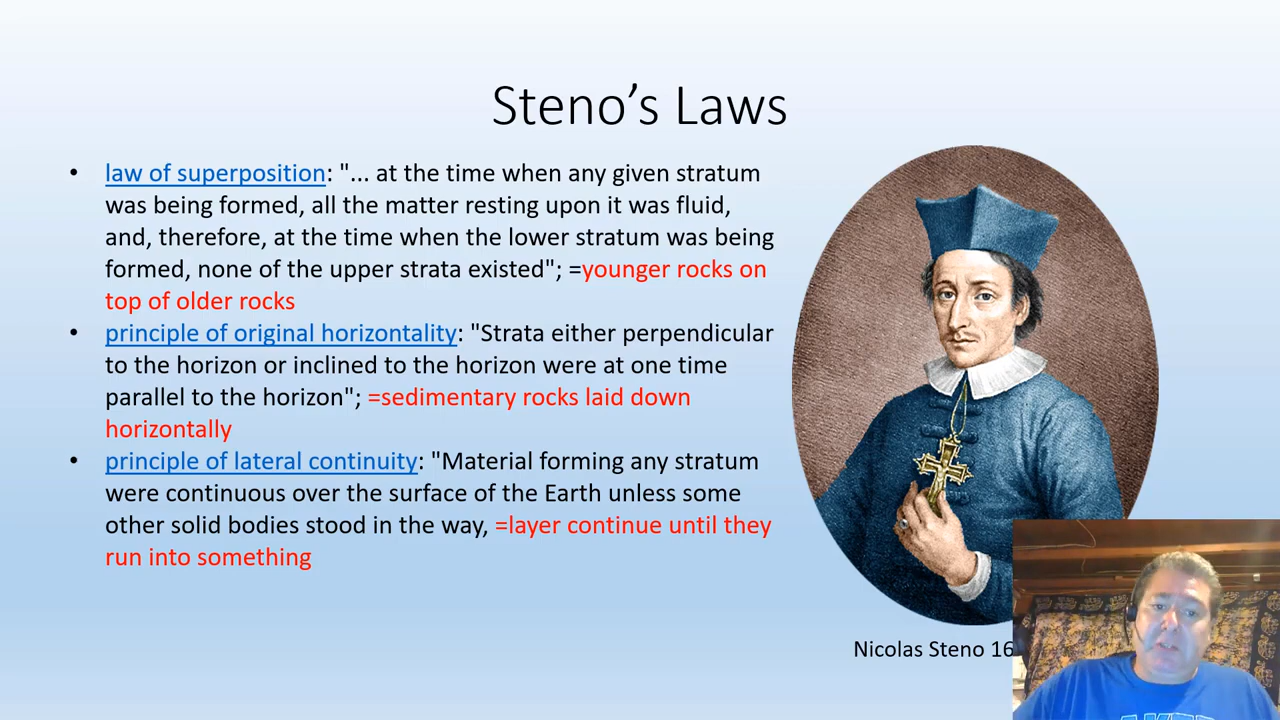 Steno's Laws
• law of superposition: "... at the time when any given stratum
was being formed, all the matter resting upon it was fluid,
and, therefore, at the time when the lower stratum was being
formed, none of the upper strata existed"; =younger rocks on
top of older rocks
• principle of original horizontality: "Strata either perpendicular
to the horizon or inclined to the horizon were at one time
parallel to the horizon"; =sedimentary rocks laid down
horizontally
• principle of lateral continuity: "Material forming any stratum
were continuous over the surface of the Earth unless some
other solid bodies stood in the way, =layer continue until they
run into something
Nicolas Steno 16